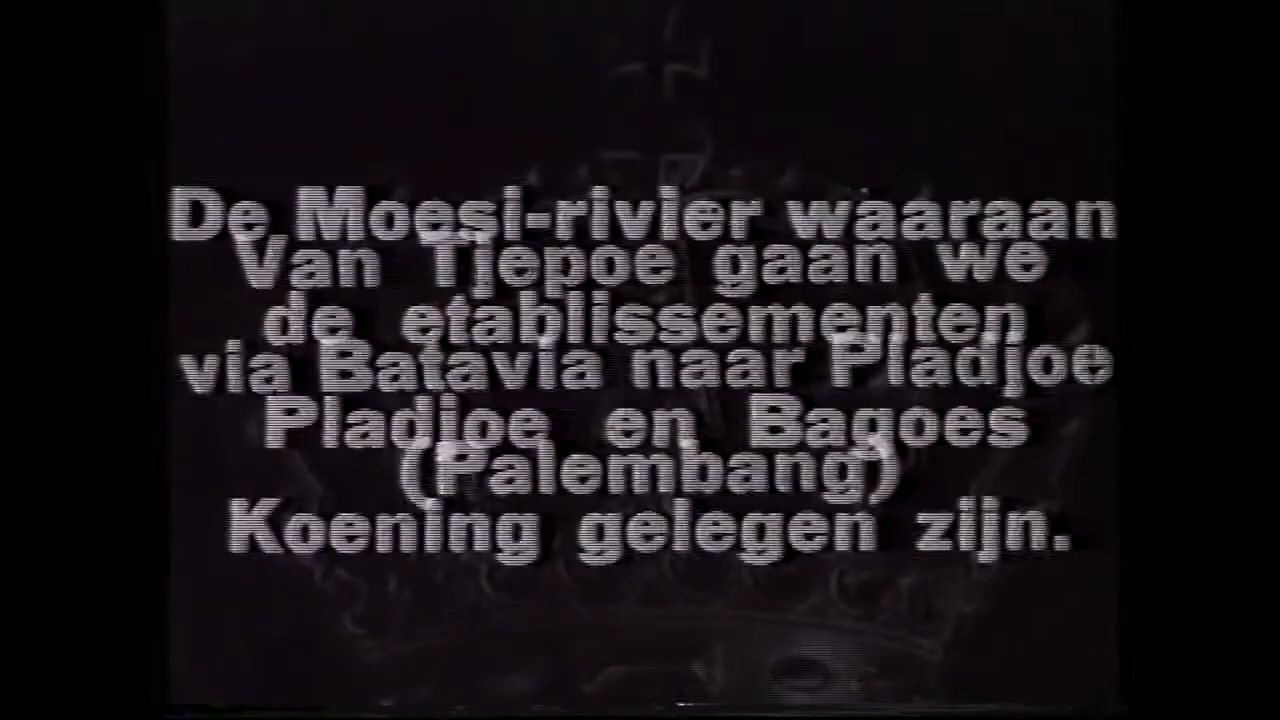 De Moesi-rivier waaraan
Van Tjepoe gaan we
de etablissementen
via Batavia naar Pladjoe
Pladjoe en Bagoes
(Palembang)
Koening gelegen zijn.